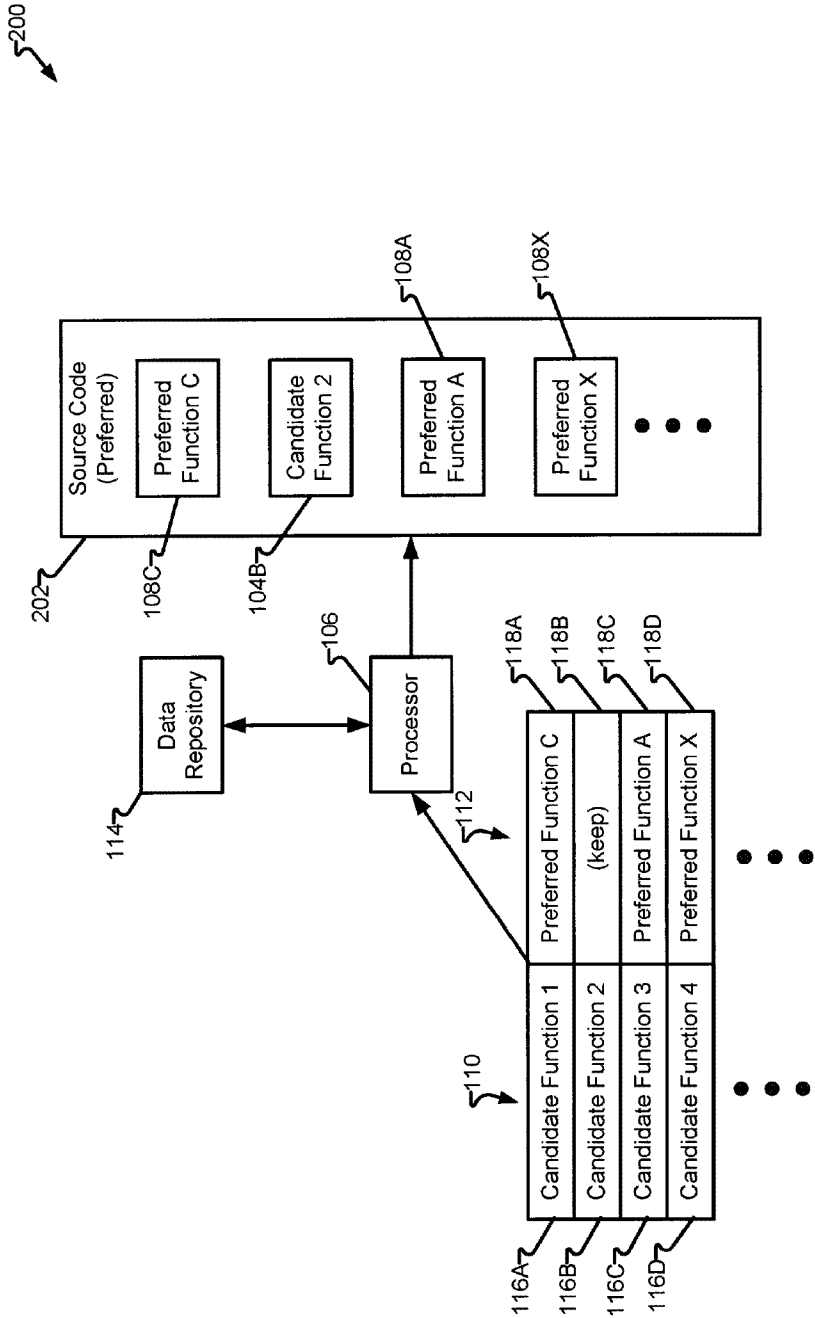 200
202
Source Code
(Preferred)
108C
Preferred
Function C
104B
Candidate
Function 2
Preferred
Function A
108A
Preferred
Function X
108X
114
Data
Repository
106
Processor
110
112
116A
Candidate Function 1
Preferred Function C
118A
116B
Candidate Function 2
(keep)
118B
116C
Candidate Function 3
Preferred Function A
118C
116D
Candidate Function 4
Preferred Function X
118D